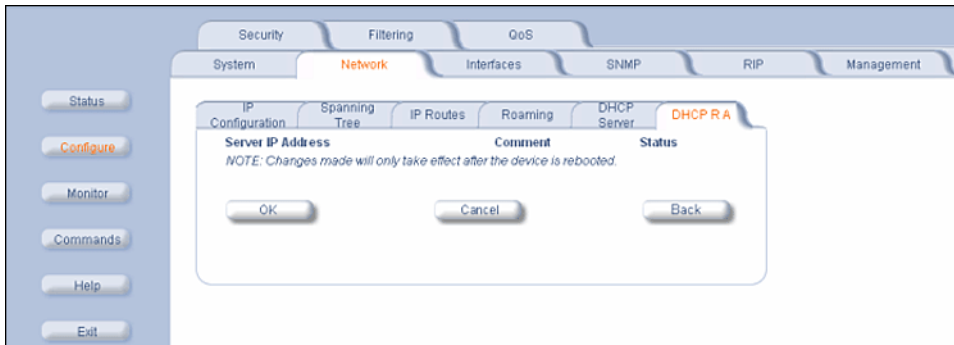 Security Filtering QoS
System Network Interfaces SNMP RIP Management
Status
Configure
Monitor
Commands
Help
Exit
IP Configuration Spanning Tree IP Routes Roaming DHCP Server DHCP R A
Server IP Address Comment Status
NOTE: Changes made will only take effect after the device is rebooted.
OK Cancel Back